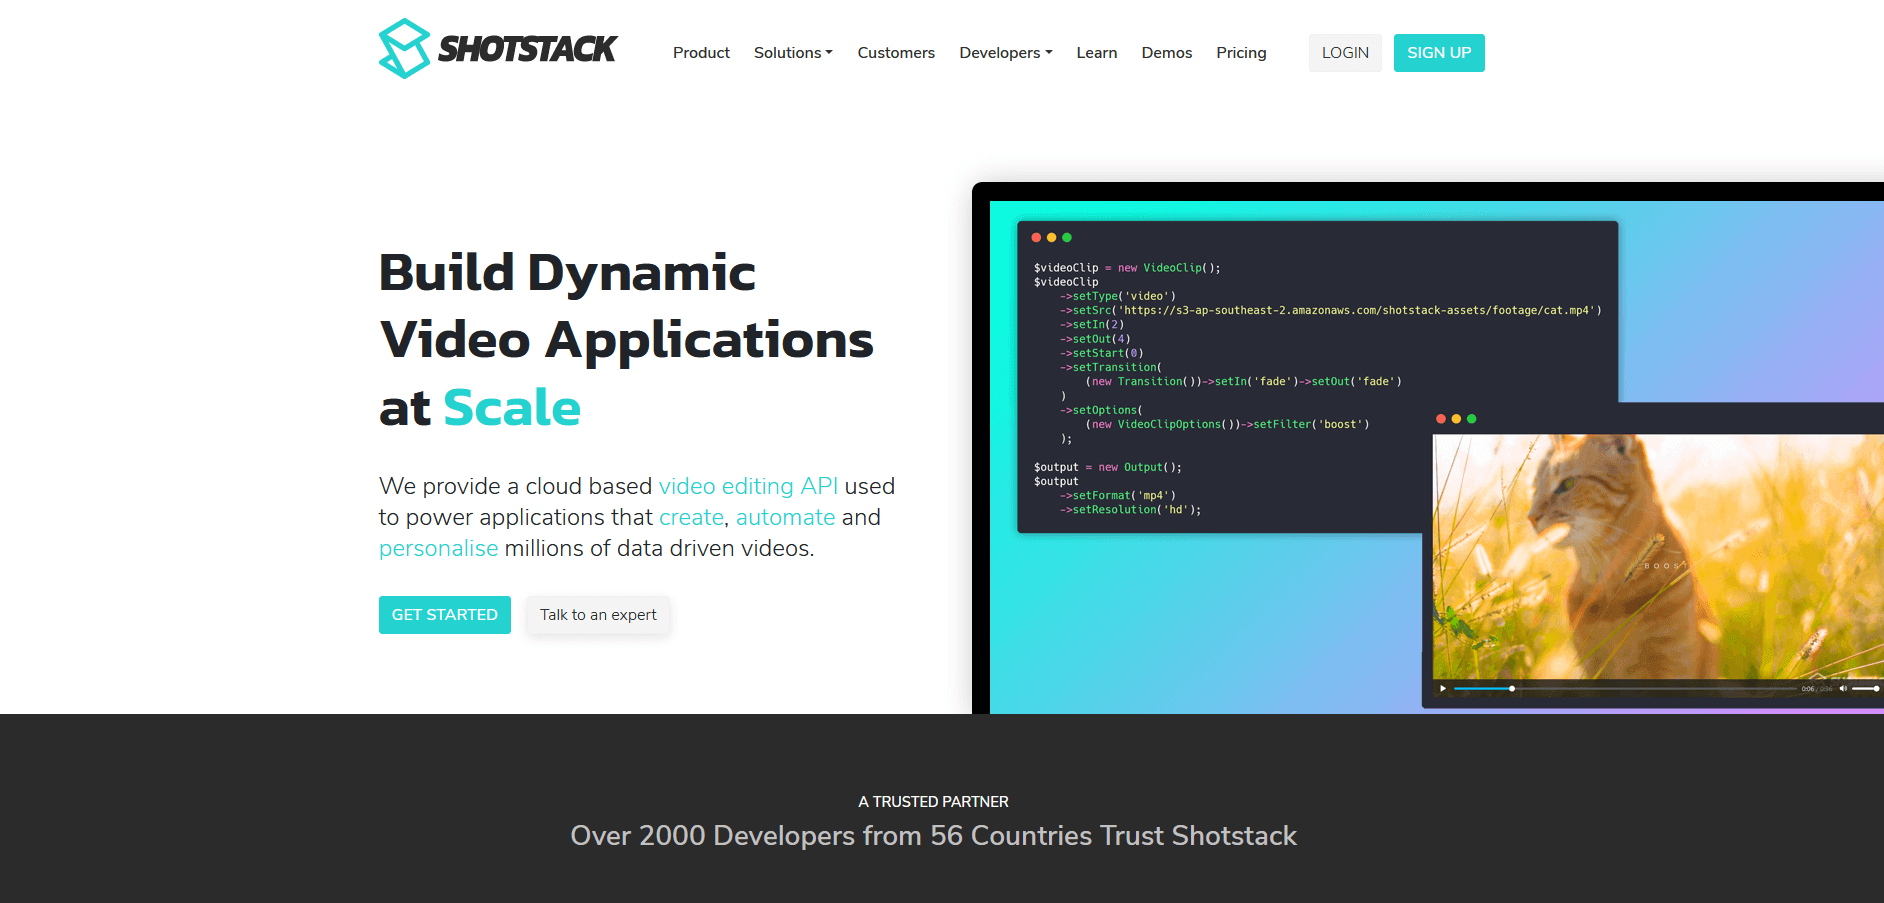 SHOTSTACK
Product Solutions Customers Developers Learn Demos Pricing LOGIN SIGN UP
Build Dynamic
Video Applications
at Scale
We provide a cloud based video editing API used
to power applications that create, automate and
personalise millions of data driven videos.
GET STARTED Talk to an expert
$videoClip = new VideoClip();
$videoClip
->setType('video')
->setSrc('https://s3-ap-southeast-2.amazonaws.com/shotstack-assets/footage/cat.mp4')
->setIn(2)
->setOut(4)
->setStart(0)
->setTransition(
(new Transition())->setIn('fade')->setOut('fade')
)
->setOptions(
(new VideoClipOptions())->setFilter('boost')
);
$output = new Output();
$output
->setFormat('mp4')
->setResolution('hd');
BOOST
0:06 / 0:36
A TRUSTED PARTNER
Over 2000 Developers from 56 Countries Trust Shotstack